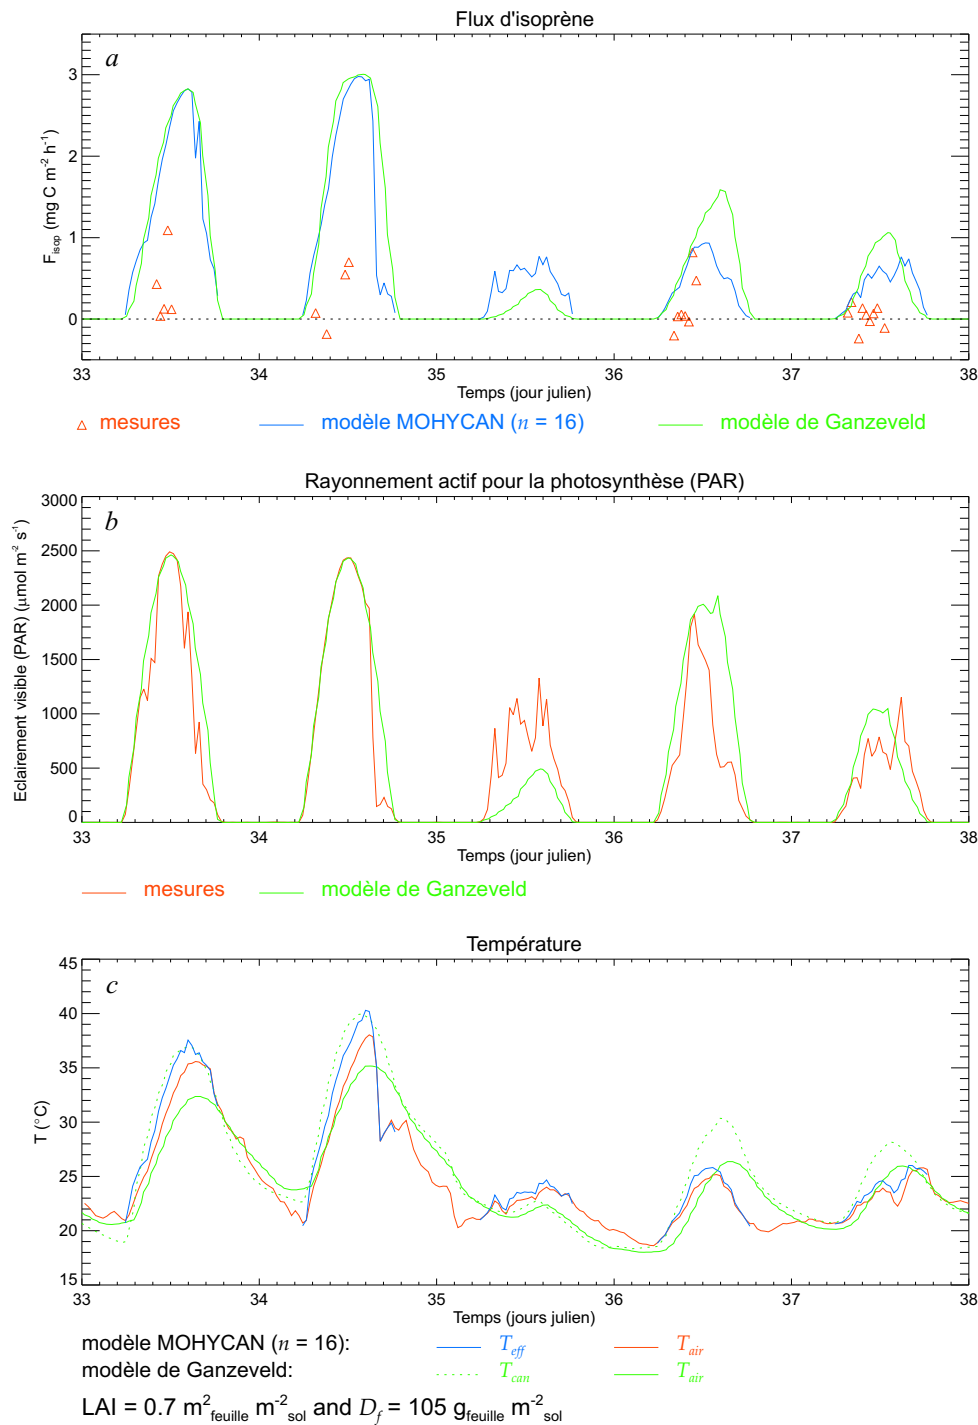 Flux d'isoprène
a
3
2
1
0
F_isop (mg C m⁻² h⁻¹)
33 34 35 36 37 38
Temps (jour julien)
mesures modèle MOHYCAN (n = 16) modèle de Ganzeveld
Rayonnement actif pour la photosynthèse (PAR)
b
3000
2500
2000
1500
1000
500
0
Eclairement visible (PAR) (µmol m⁻² s⁻¹)
33 34 35 36 37 38
Temps (jour julien)
mesures modèle de Ganzeveld
Température
c
45
40
35
30
25
20
15
T (°C)
33 34 35 36 37 38
Temps (jours julien)
modèle MOHYCAN (n = 16): T_eff T_air
modèle de Ganzeveld: T_can T_air
LAI = 0.7 m²_feuille m⁻²_sol and D_f = 105 g_feuille m⁻²_sol